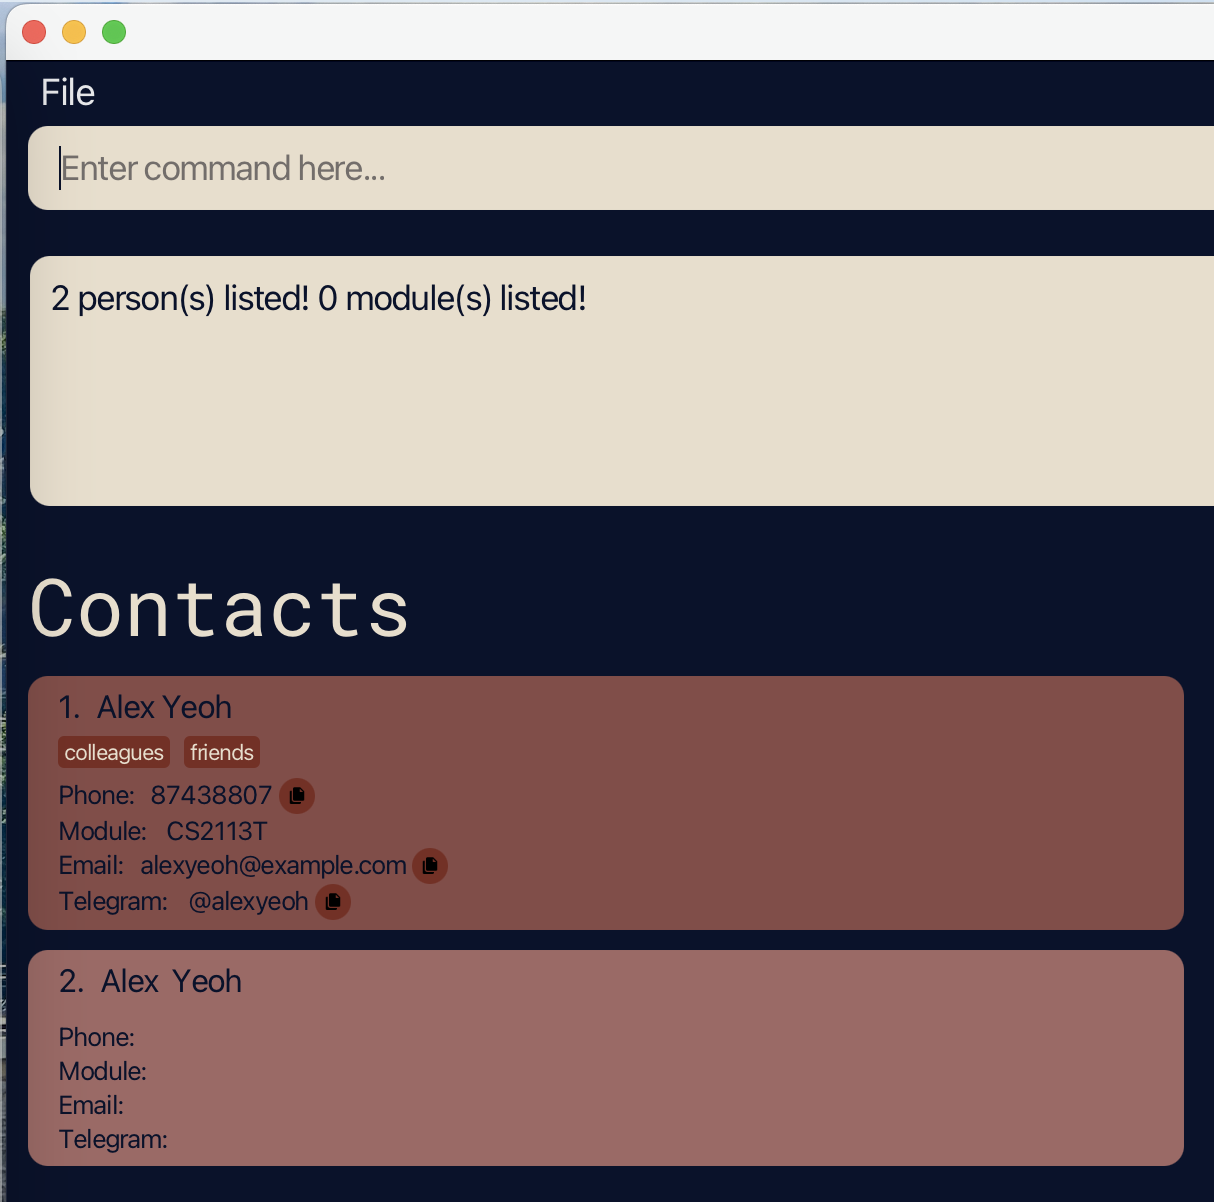 File
Enter command here...
2 person(s) listed! 0 module(s) listed!
Contacts
1. Alex Yeoh
colleagues friends
Phone: 87438807
Module: CS2113T
Email: alexyeoh@example.com
Telegram: @alexyeoh
2. Alex  Yeoh
Phone:
Module:
Email:
Telegram: